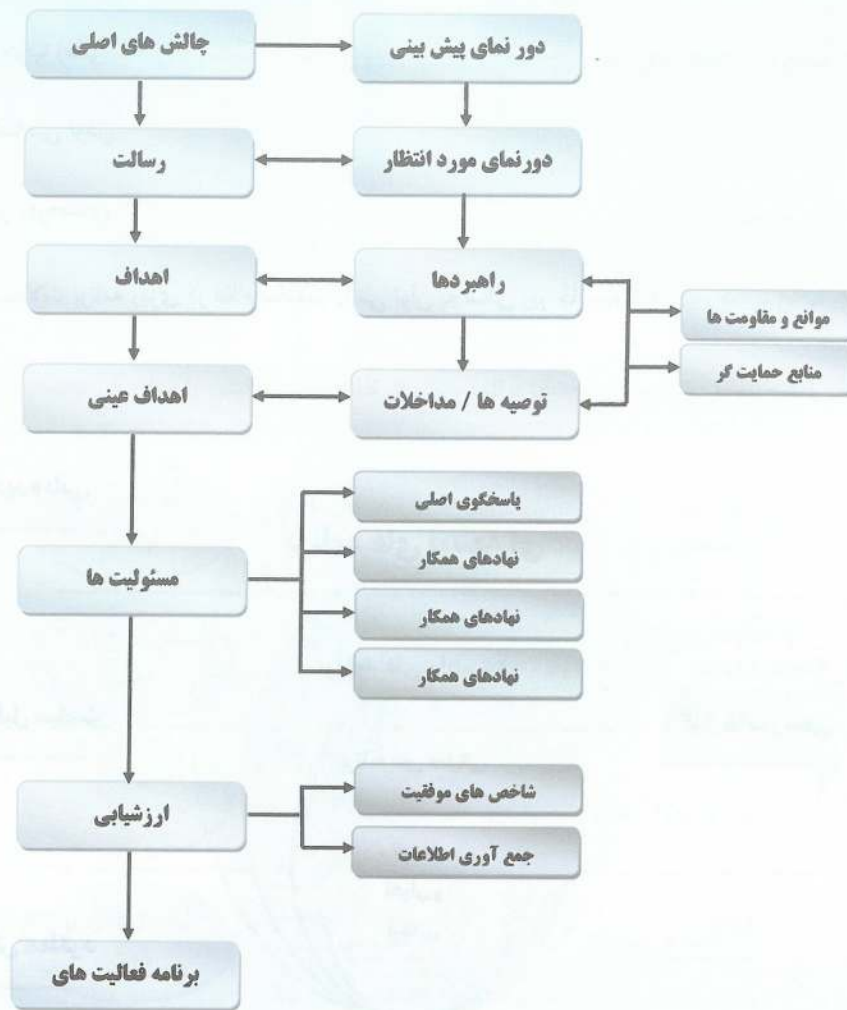 چالش های اصلی
دور نمای پیش بینی
رسالت
دورنمای مورد انتظار
اهداف
راهبردها
موانع و مقاومت ها
منابع حمایت گر
اهداف عینی
توصیه ها / مداخلات
پاسخگوی اصلی
نهادهای همکار
مسئولیت ها
نهادهای همکار
نهادهای همکار
شاخص های موفقیت
ارزشیابی
جمع آوری اطلاعات
برنامه فعالیت های